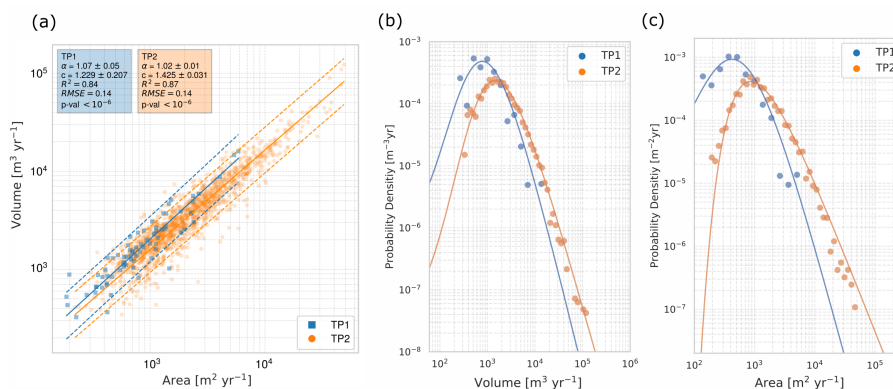 (a)
TP1
α = 1.07 ± 0.05
c = 1.229 ± 0.207
R² = 0.84
RMSE = 0.14
p-val < 10⁻⁶
TP2
α = 1.02 ± 0.01
c = 1.425 ± 0.031
R² = 0.87
RMSE = 0.14
p-val < 10⁻⁶
Volume [m³ yr⁻¹]
10⁵
10⁴
10³
10³
10⁴
Area [m² yr⁻¹]
TP1
TP2
(b)
TP1
TP2
Probability Densitiy [m⁻³yr]
10⁻³
10⁻⁴
10⁻⁵
10⁻⁶
10⁻⁷
10⁻⁸
10²
10³
10⁴
10⁵
10⁶
Volume [m³ yr⁻¹]
(c)
TP1
TP2
Probability Densitiy [m⁻²yr]
10⁻³
10⁻⁴
10⁻⁵
10⁻⁶
10⁻⁷
10²
10³
10⁴
10⁵
Area [m² yr⁻¹]